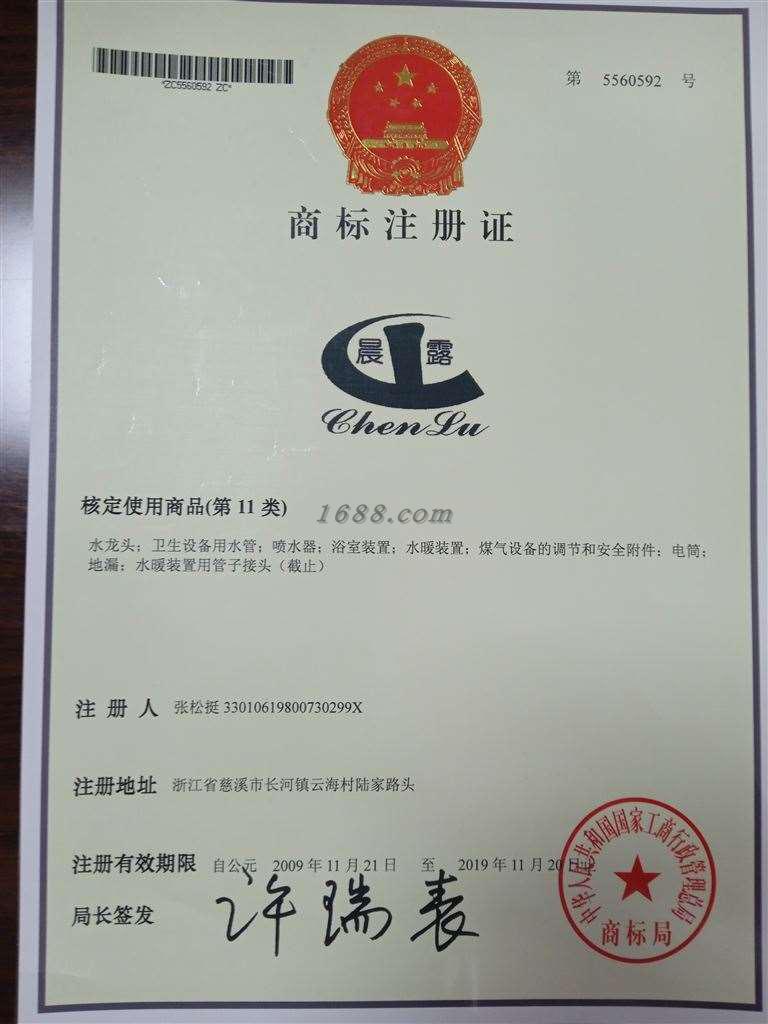 *ZC5560592 ZC*
第 5560592 号
商标注册证
晨 露
ChenLu
核定使用商品(第 11 类)
1688.com
水龙头；卫生设备用水管；喷水器；浴室装置；水暖装置；煤气设备的调节和安全附件；电筒；
地漏；水暖装置用管子接头（截止）
注 册 人 张松挺 33010619800730299X
注册地址 浙江省慈溪市长河镇云海村陆家路头
注册有效期限 自公元 2009 年 11 月 21 日 至 2019 年 11 月 20 日止
局长签发 许瑞表
中华人民共和国国家工商行政管理总局
商标局